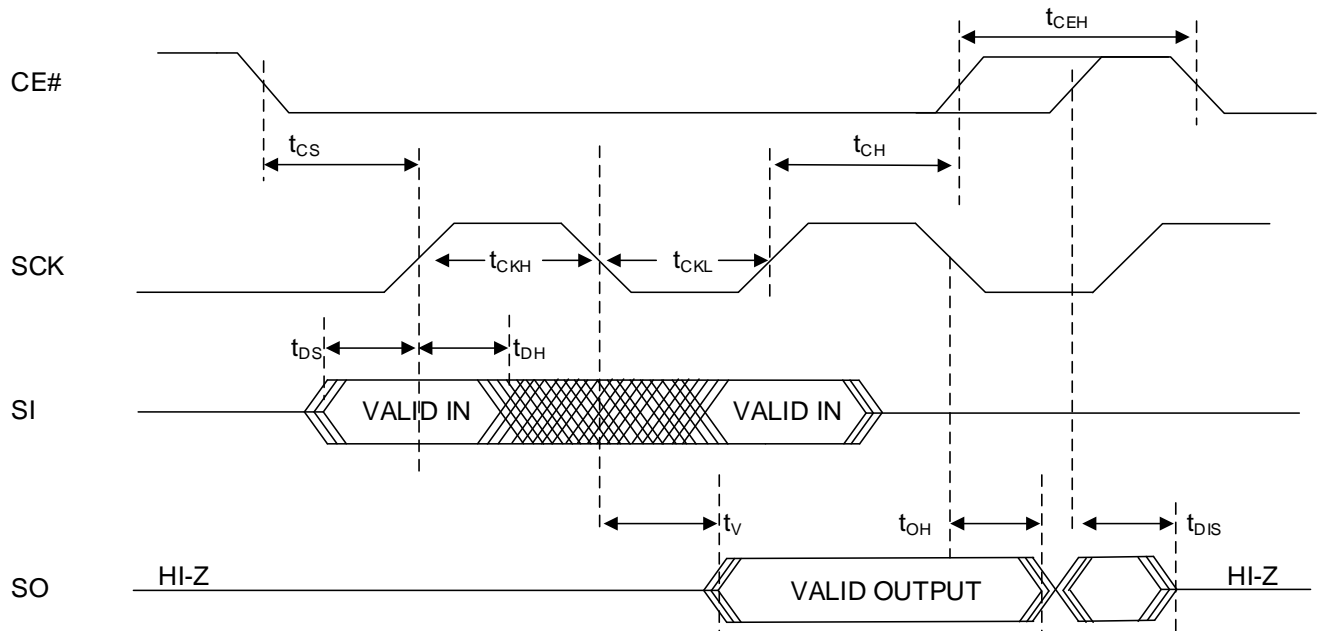 tCEH
CE#
tCS
tCH
SCK
tCKH
tCKL
tDS
tDH
SI
VALID IN
VALID IN
tV
tOH
tDIS
SO
HI-Z
VALID OUTPUT
HI-Z